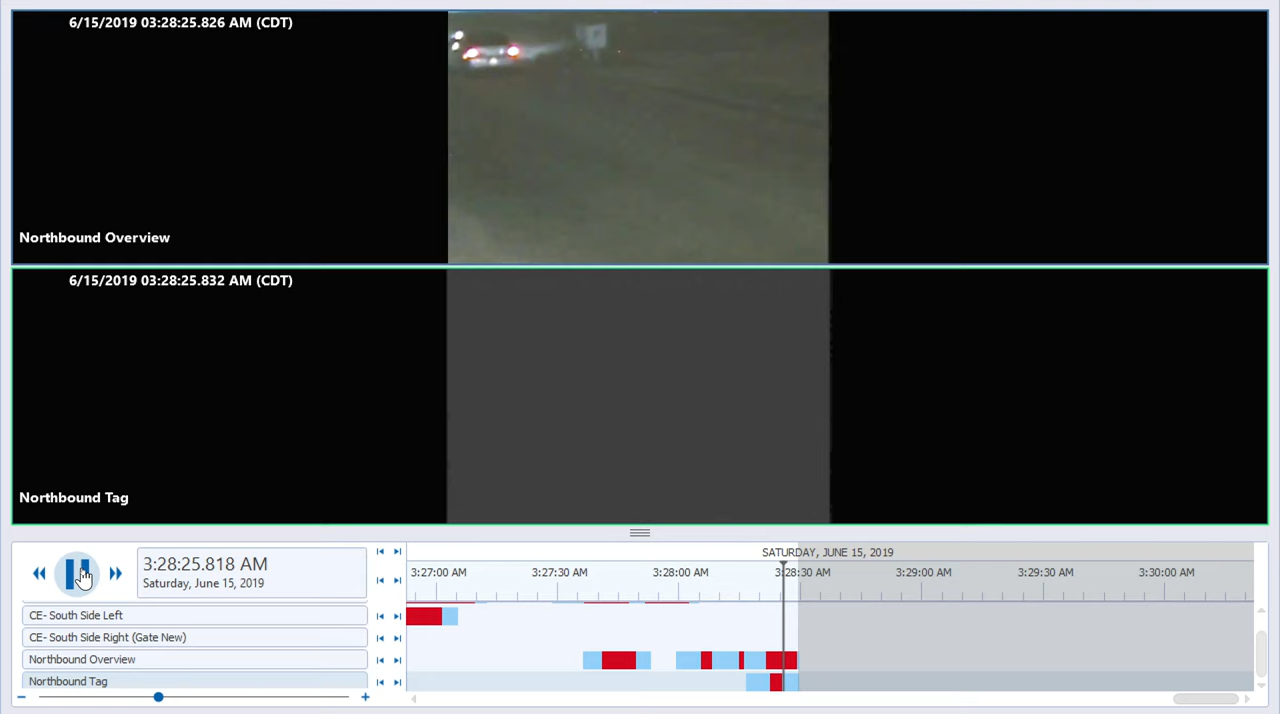 6/15/2019 03:28:25.826 AM (CDT)
Northbound Overview
6/15/2019 03:28:25.832 AM (CDT)
Northbound Tag
3:28:25.818 AM
Saturday, June 15, 2019
SATURDAY, JUNE 15, 2019
3:27:00 AM 3:27:30 AM 3:28:00 AM 3:28:30 AM 3:29:00 AM 3:29:30 AM 3:30:00 AM
CE- South Side Left
CE- South Side Right (Gate New)
Northbound Overview
Northbound Tag